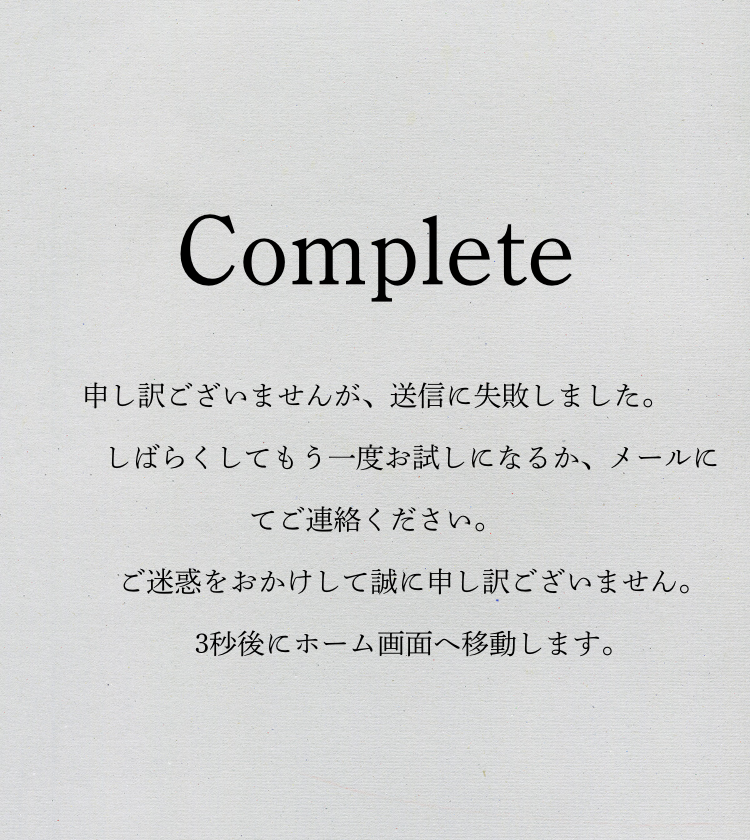 Complete
申し訳ございませんが、送信に失敗しました。
しばらくしてもう一度お試しになるか、メールに
てご連絡ください。
ご迷惑をおかけして誠に申し訳ございません。
3秒後にホーム画面へ移動します。